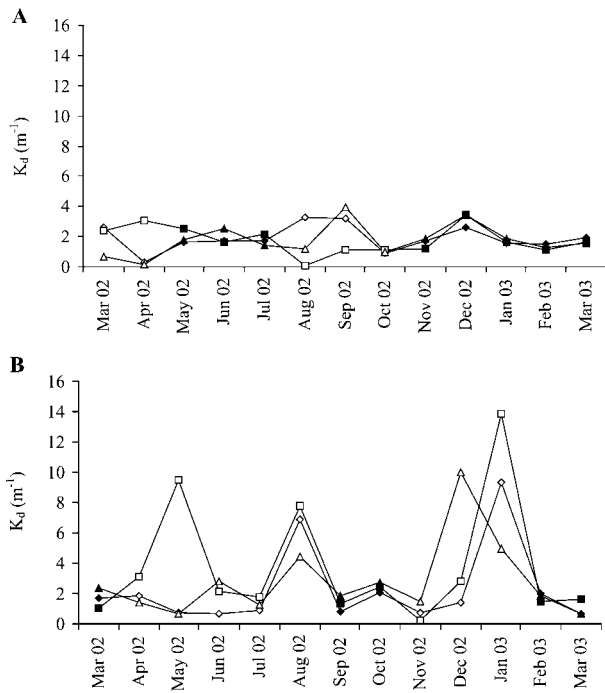 A
16
14
12
10
8
6
4
2
0
K_d (m^-1)
Mar 02
Apr 02
May 02
Jun 02
Jul 02
Aug 02
Sep 02
Oct 02
Nov 02
Dec 02
Jan 03
Feb 03
Mar 03
B
16
14
12
10
8
6
4
2
0
K_d (m^-1)
Mar 02
Apr 02
May 02
Jun 02
Jul 02
Aug 02
Sep 02
Oct 02
Nov 02
Dec 02
Jan 03
Feb 03
Mar 03